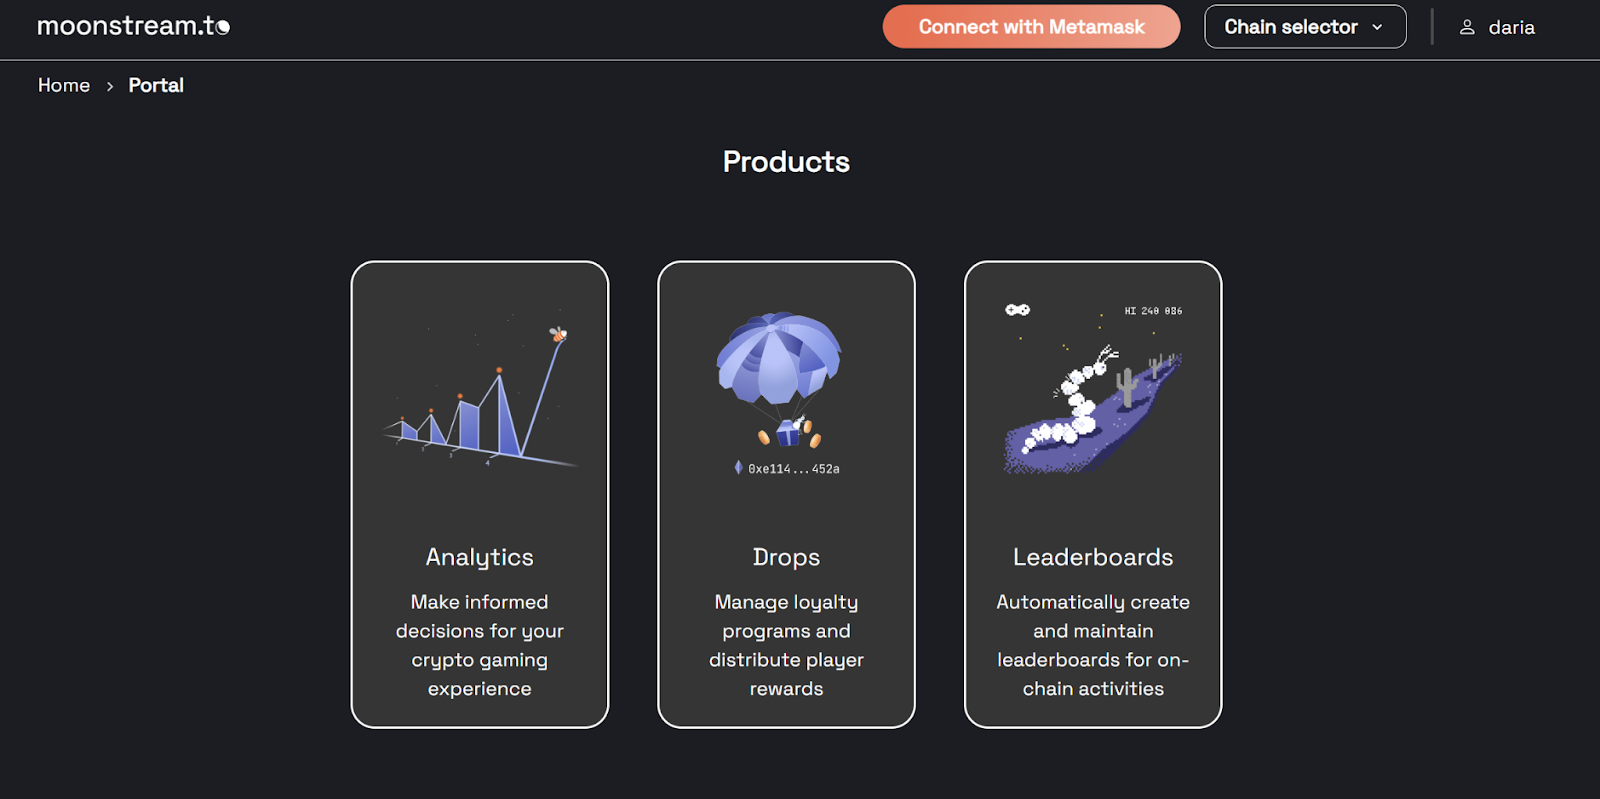 moonstream.to
Connect with Metamask
Chain selector
daria
Home > Portal
Products
HI 240 086
0xe114...452a
Analytics
Make informed
decisions for your
crypto gaming
experience
Drops
Manage loyalty
programs and
distribute player
rewards
Leaderboards
Automatically create
and maintain
leaderboards for on-
chain activities